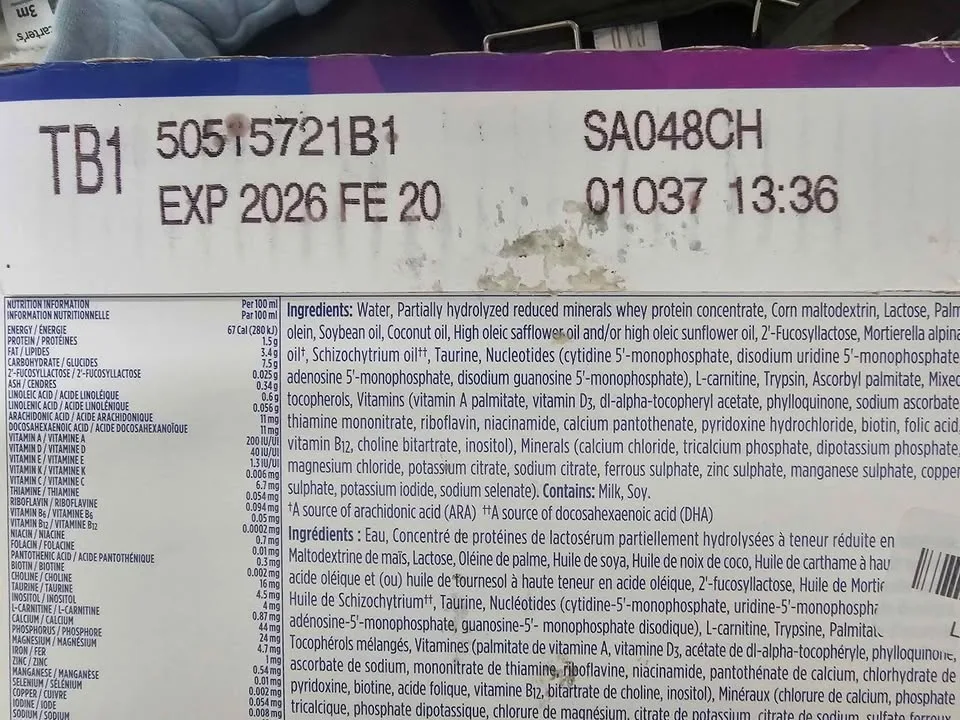 3m
arter's
TB1 50515721B1 SA048CH
EXP 2026 FE 20 01037 13:36
NUTRITION INFORMATION Per 100 ml
INFORMATION NUTRITIONNELLE Par 100 ml
ENERGY / ÉNERGIE 67 Cal (280 kJ)
PROTEIN / PROTÉINES 1.5 g
FAT / LIPIDES 3.4 g
CARBOHYDRATE / GLUCIDES 7.5 g
2'-FUCOSYLLACTOSE / 2'-FUCOSYLLACTOSE 0.025 g
ASH / CENDRES 0.34 g
LINOLEIC ACID / ACIDE LINOLÉIQUE 0.6 g
LINOLENIC ACID / ACIDE LINOLÉNIQUE 0.056 g
ARACHIDONIC ACID / ACIDE ARACHIDONIQUE 11 mg
DOCOSAHEXAENOIC ACID / ACIDE DOCOSAHEXANOÏQUE 11 mg
VITAMIN A / VITAMINE A 200 IU/UI
VITAMIN D / VITAMINE D 40 IU/UI
VITAMIN E / VITAMINE E 1.3 IU/UI
VITAMIN K / VITAMINE K 0.006 mg
VITAMIN C / VITAMINE C 6.7 mg
THIAMINE / THIAMINE 0.054 mg
RIBOFLAVIN / RIBOFLAVINE 0.094 mg
VITAMIN B6 / VITAMINE B6 0.05 mg
VITAMIN B12 / VITAMINE B12 0.0002 mg
NIACIN / NIACINE 0.7 mg
FOLACIN / FOLACINE 0.01 mg
PANTOTHENIC ACID / ACIDE PANTOTHÉNIQUE 0.3 mg
BIOTIN / BIOTINE 0.002 mg
CHOLINE / CHOLINE 16 mg
TAURINE / TAURINE 4.5 mg
INOSITOL / INOSITOL 4 mg
L-CARNITINE / L-CARNITINE 0.87 mg
CALCIUM / CALCIUM 44 mg
PHOSPHORUS / PHOSPHORE 24 mg
MAGNESIUM / MAGNÉSIUM 4.7 mg
IRON / FER 1 mg
ZINC / ZINC 0.54 mg
MANGANESE / MANGANÈSE 0.01 mg
SELENIUM / SÉLÉNIUM 0.002 mg
COPPER / CUIVRE 0.054 mg
IODINE / IODE 0.008 mg
SODIUM / SODIUM
Ingredients: Water, Partially hydrolyzed reduced minerals whey protein concentrate, Corn maltodextrin, Lactose, Palm
olein, Soybean oil, Coconut oil, High oleic safflower oil and/or high oleic sunflower oil, 2'-Fucosyllactose, Mortierella alpina
oil†, Schizochytrium oil††, Taurine, Nucleotides (cytidine 5'-monophosphate, disodium uridine 5'-monophosphate
adenosine 5'-monophosphate, disodium guanosine 5'-monophosphate), L-carnitine, Trypsin, Ascorbyl palmitate, Mixed
tocopherols, Vitamins (vitamin A palmitate, vitamin D3, dl-alpha-tocopheryl acetate, phylloquinone, sodium ascorbate
thiamine mononitrate, riboflavin, niacinamide, calcium pantothenate, pyridoxine hydrochloride, biotin, folic acid,
vitamin B12, choline bitartrate, inositol), Minerals (calcium chloride, tricalcium phosphate, dipotassium phosphate,
magnesium chloride, potassium citrate, sodium citrate, ferrous sulphate, zinc sulphate, manganese sulphate, copper
sulphate, potassium iodide, sodium selenate). Contains: Milk, Soy.
†A source of arachidonic acid (ARA) ††A source of docosahexaenoic acid (DHA)
Ingrédients : Eau, Concentré de protéines de lactosérum partiellement hydrolysées à teneur réduite en
Maltodextrine de maïs, Lactose, Oléine de palme, Huile de soya, Huile de noix de coco, Huile de carthame à hau
acide oléique et (ou) huile de tournesol à haute teneur en acide oléique, 2'-fucosyllactose, Huile de Mortie
Huile de Schizochytrium††, Taurine, Nucléotides (cytidine-5'-monophosphate, uridine-5'-monophospha
adénosine-5'-monophosphate, guanosine-5'- monophosphate disodique), L-carnitine, Trypsine, Palmitat
Tocophérols mélangés, Vitamines (palmitate de vitamine A, vitamine D3, acétate de dl-alpha-tocophéryle, phylloquinone,
ascorbate de sodium, mononitrate de thiamine, riboflavine, niacinamide, pantothénate de calcium, chlorhydrate de
pyridoxine, biotine, acide folique, vitamine B12, bitartrate de choline, inositol), Minéraux (chlorure de calcium, phosphate
tricalcique, phosphate dipotassique, chlorure de magnésium, citrate de potassium, citrate de sodium, sulfate ferreux